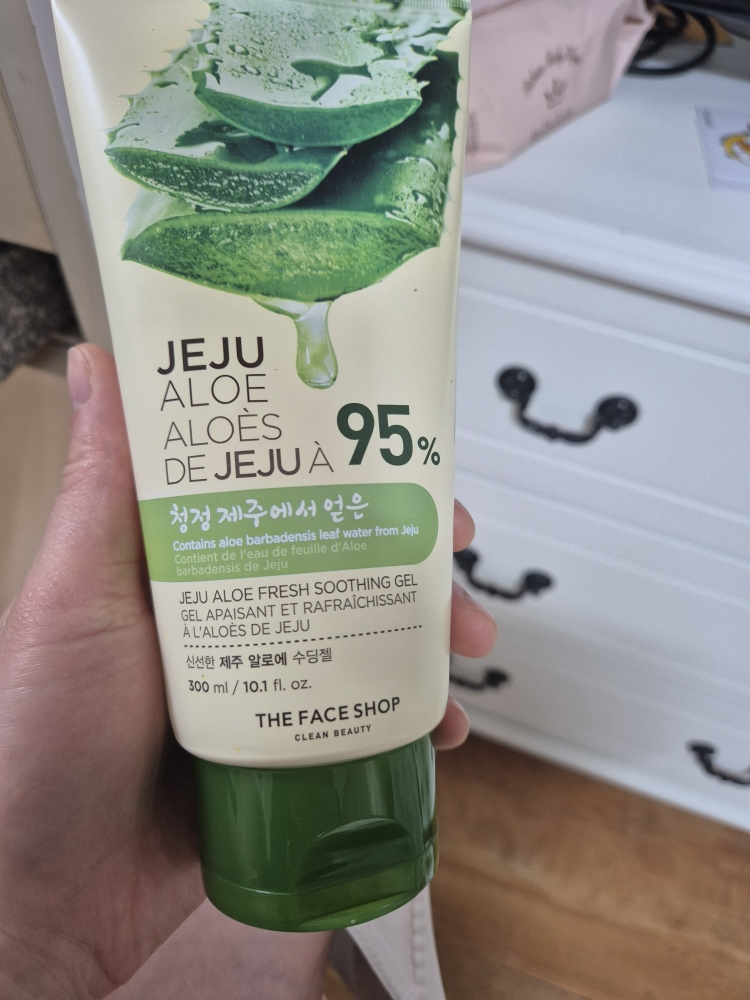 JEJU
ALOE
ALOÈS
DE JEJU À
95%
청정 제주에서 얻은
Contains aloe barbadensis leaf water from Jeju
Contient de l'eau de feuille d'Aloe
barbadensis de Jeju
JEJU ALOE FRESH SOOTHING GEL
GEL APAISANT ET RAFRAÎCHISSANT
À L'ALOÈS DE JEJU
신선한 제주 알로에 수딩젤
300 ml / 10.1 fl. oz.
THE FACE SHOP
CLEAN BEAUTY